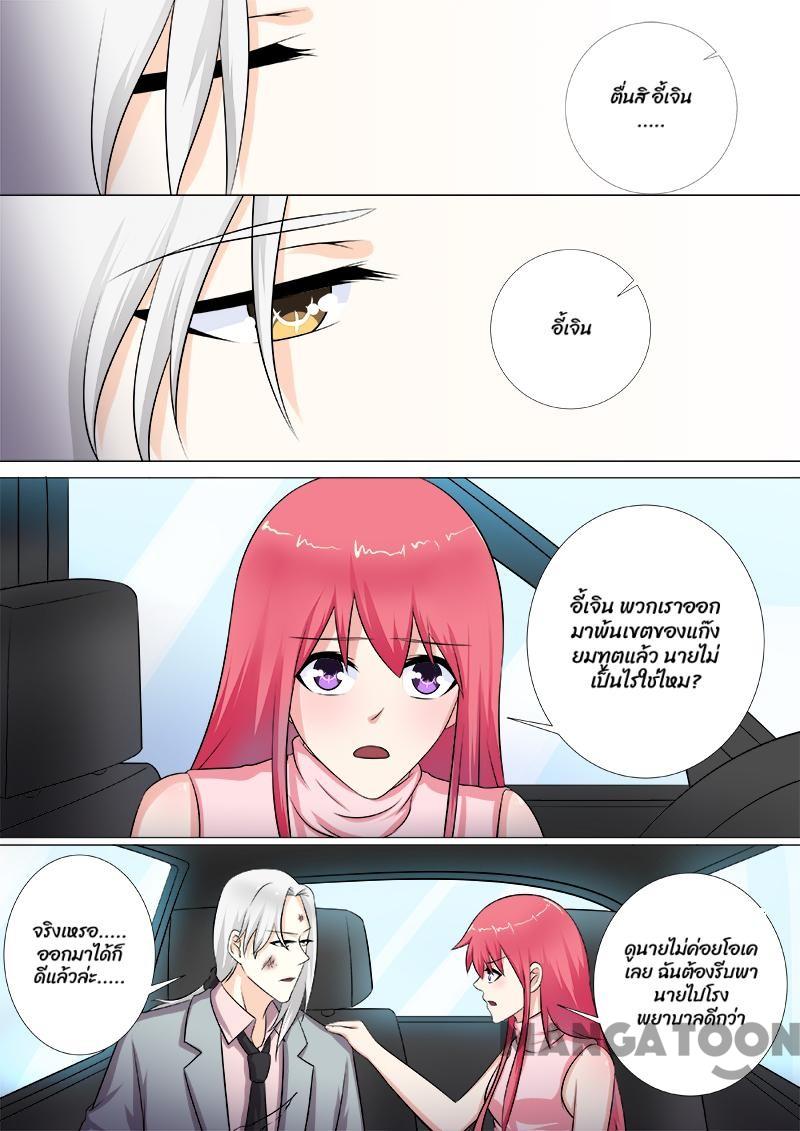 ตื่นสิ อี้เจิน
.....
อี้เจิน
อี้เจิน พวกเราออก
มาพ้นเขตของแก๊ง
ยมฑูตแล้ว นายไม่
เป็นไรใช่ไหม?
จริงเหรอ.....
ออกมาได้ก็
ดีแล้วล่ะ.....
ดูนายไม่ค่อยโอเค
เลย ฉันต้องรีบพา
นายไปโรง
พยาบาลดีกว่า
MANGATOON